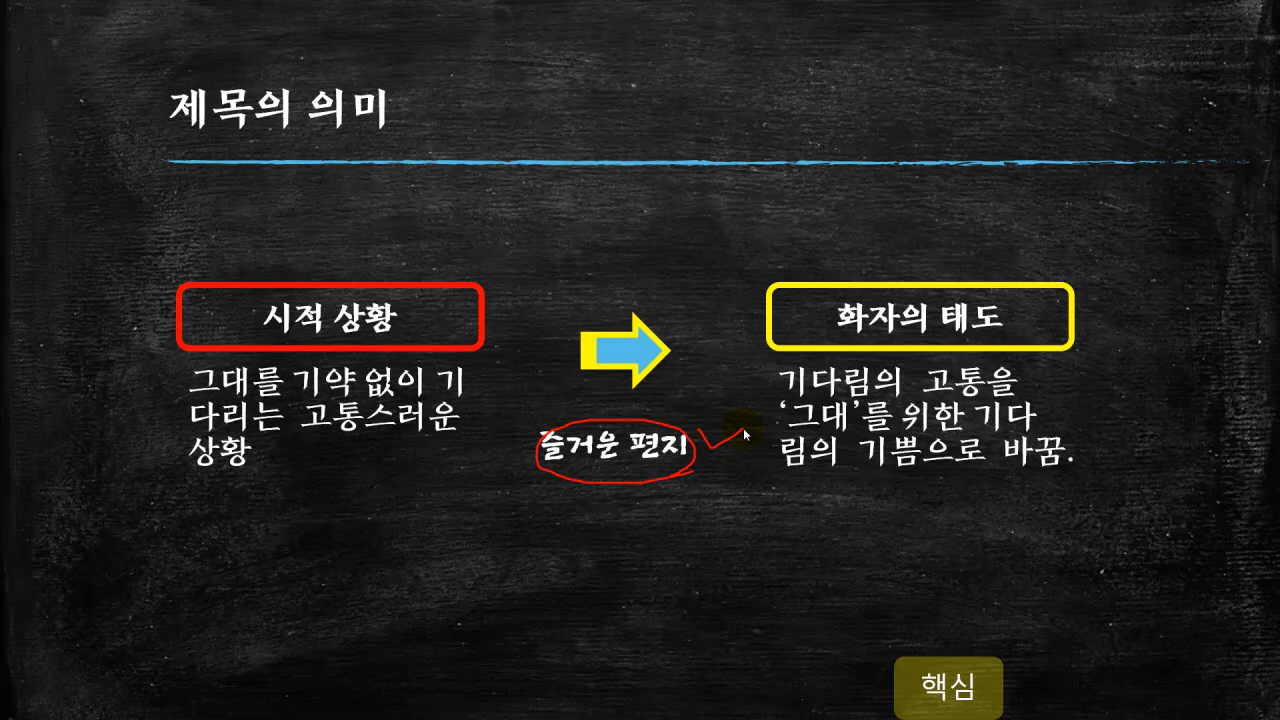 제목의 의미
시적 상황
화자의 태도
그대를 기약 없이 기
다리는 고통스러운
상황
즐거운 편지
기다림의 고통을
‘그대’를 위한 기다
림의 기쁨으로 바꿈.
핵심